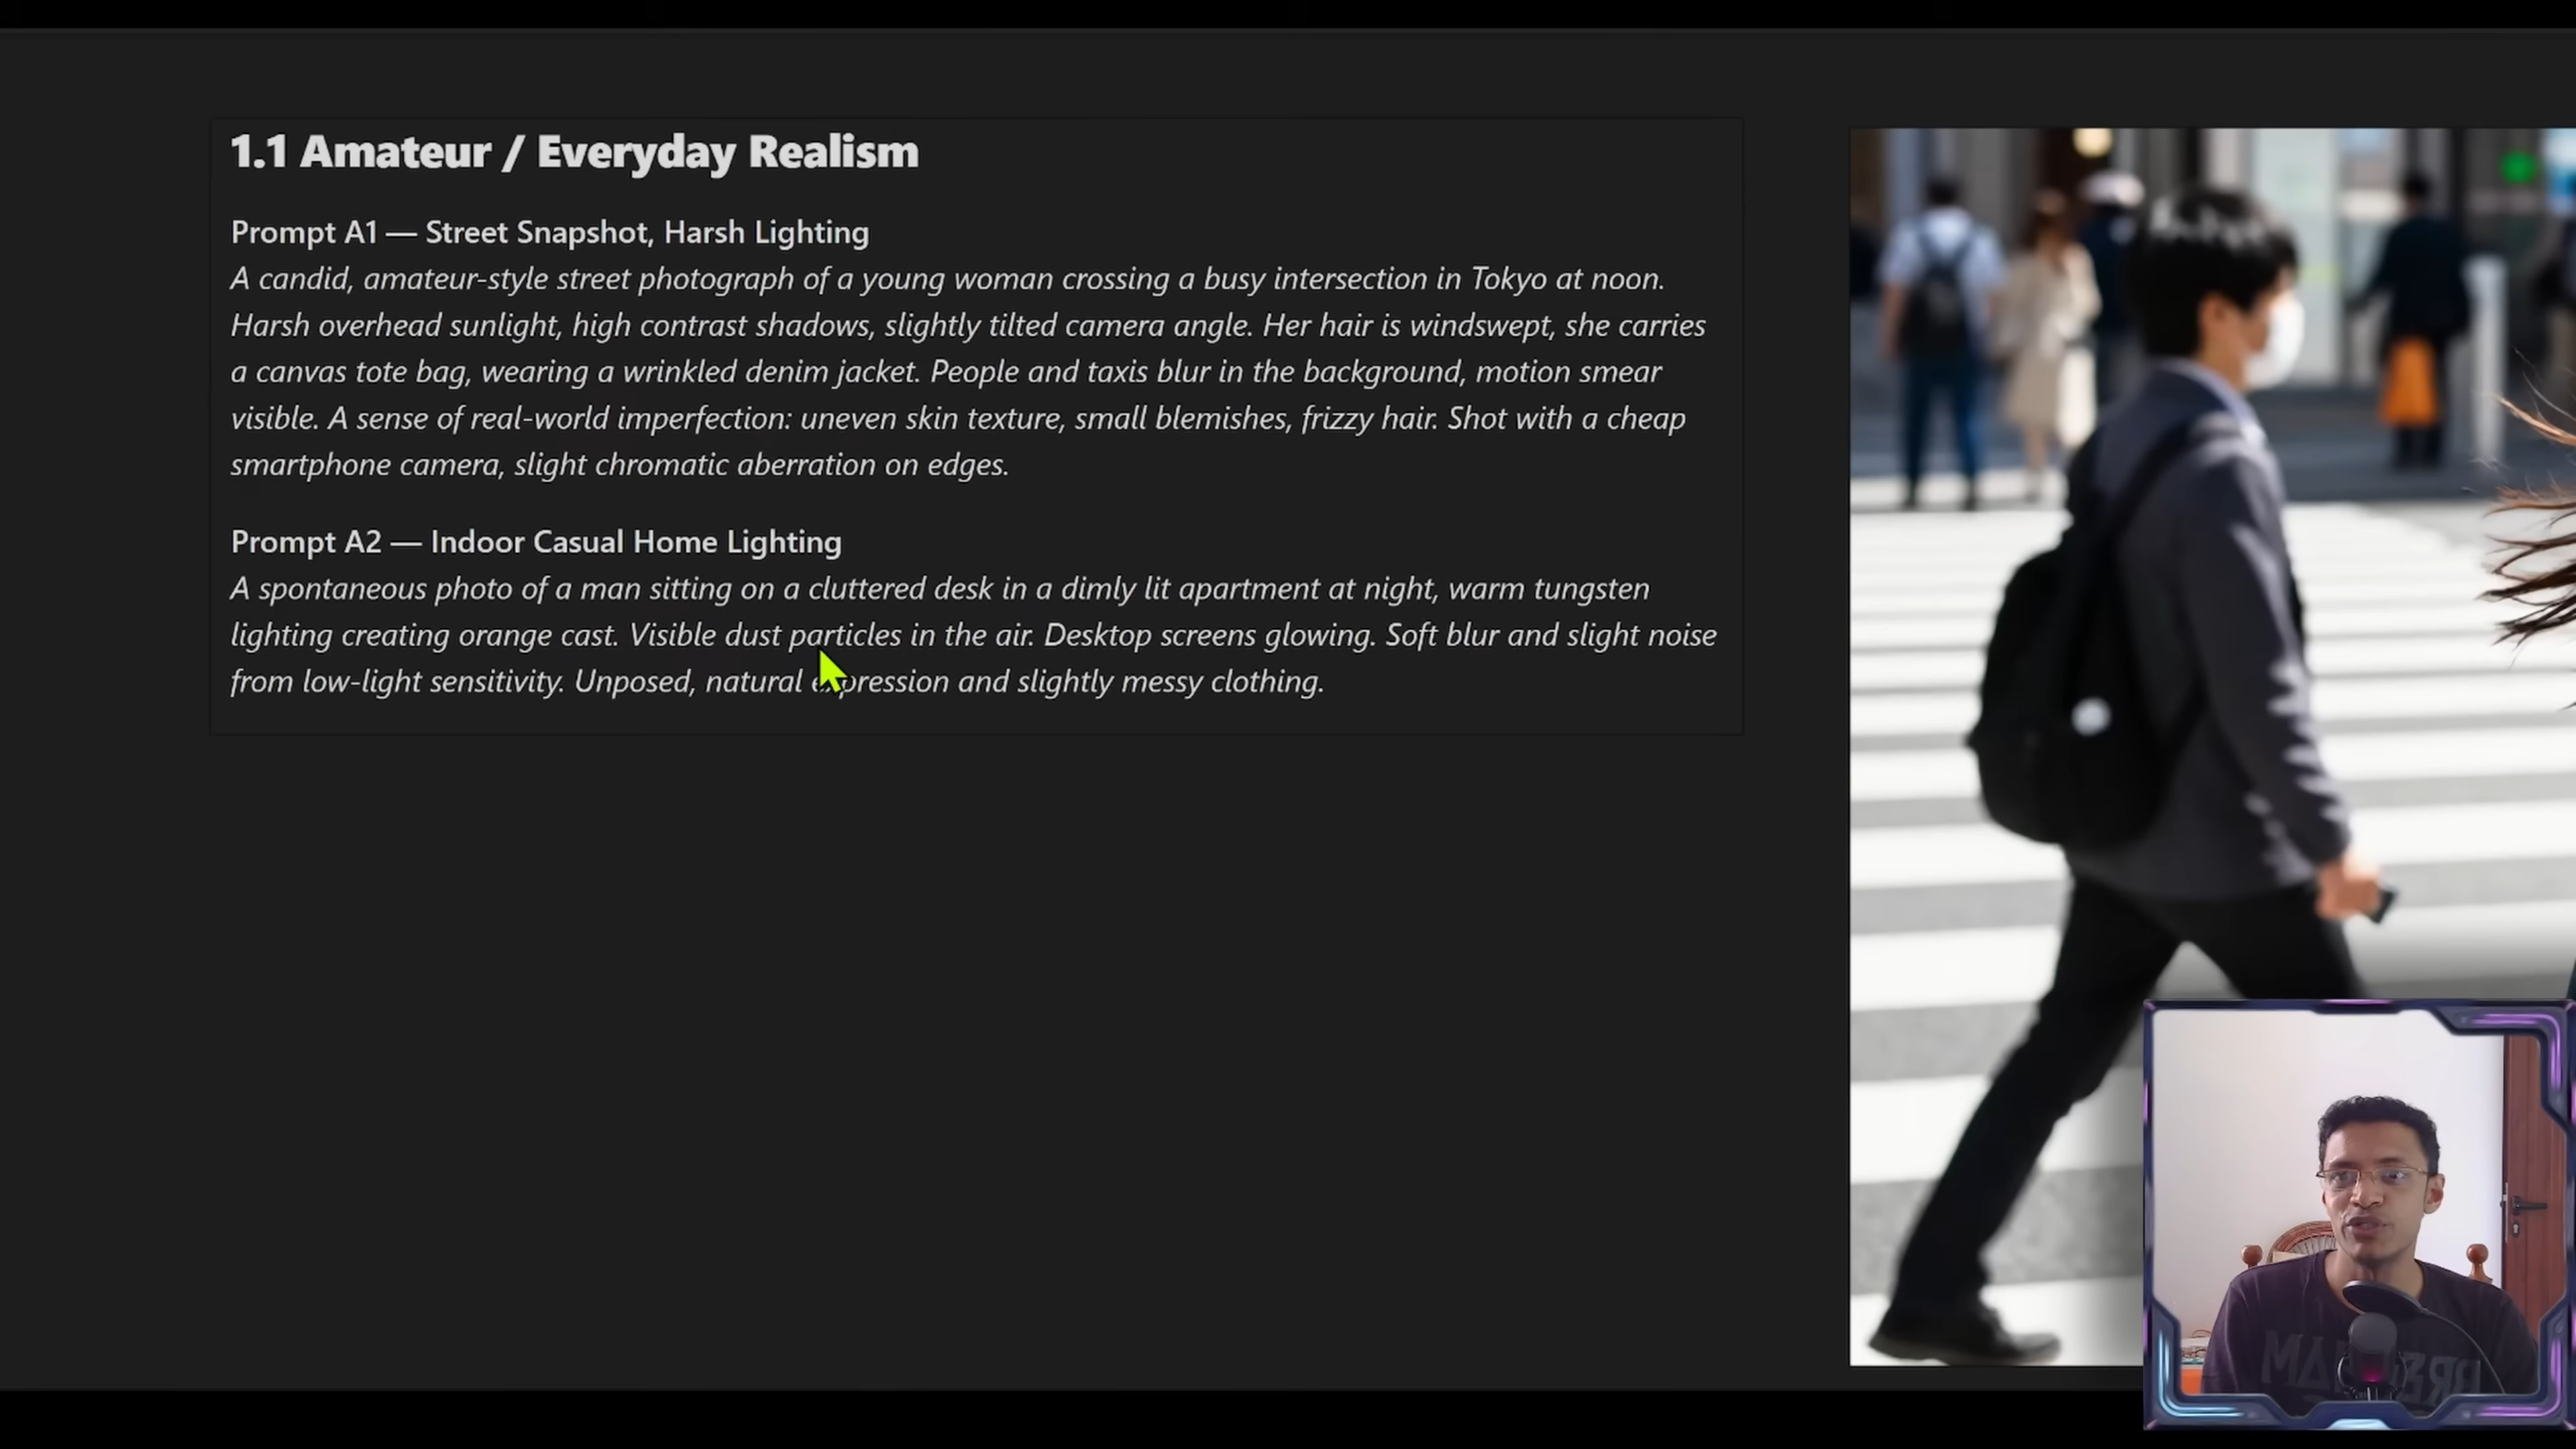 1.1 Amateur / Everyday Realism
Prompt A1 — Street Snapshot, Harsh Lighting
A candid, amateur-style street photograph of a young woman crossing a busy intersection in Tokyo at noon.
Harsh overhead sunlight, high contrast shadows, slightly tilted camera angle. Her hair is windswept, she carries
a canvas tote bag, wearing a wrinkled denim jacket. People and taxis blur in the background, motion smear
visible. A sense of real-world imperfection: uneven skin texture, small blemishes, frizzy hair. Shot with a cheap
smartphone camera, slight chromatic aberration on edges.
Prompt A2 — Indoor Casual Home Lighting
A spontaneous photo of a man sitting on a cluttered desk in a dimly lit apartment at night, warm tungsten
lighting creating orange cast. Visible dust particles in the air. Desktop screens glowing. Soft blur and slight noise
from low-light sensitivity. Unposed, natural expression and slightly messy clothing.